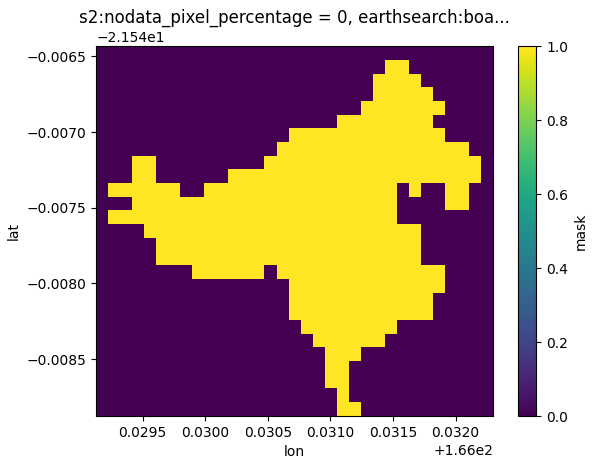 s2:nodata_pixel_percentage = 0, earthsearch:boa...
−2.154e1
−0.0065
−0.0070
−0.0075
−0.0080
−0.0085
lat
0.0295 0.0300 0.0305 0.0310 0.0315 0.0320
lon
+1.66e2
1.0
0.8
0.6
0.4
0.2
0.0
mask